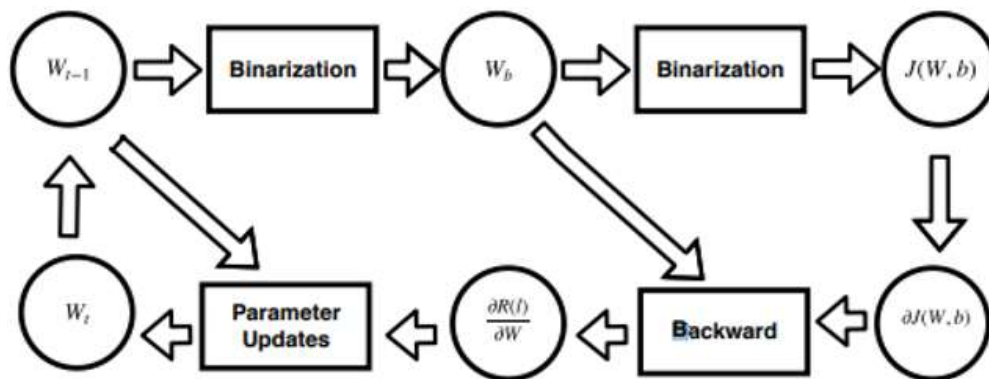 W_{t-1} Binarization W_b Binarization J(W, b)
W_t Parameter Updates ∂R(l)/∂W Backward ∂J(W, b)